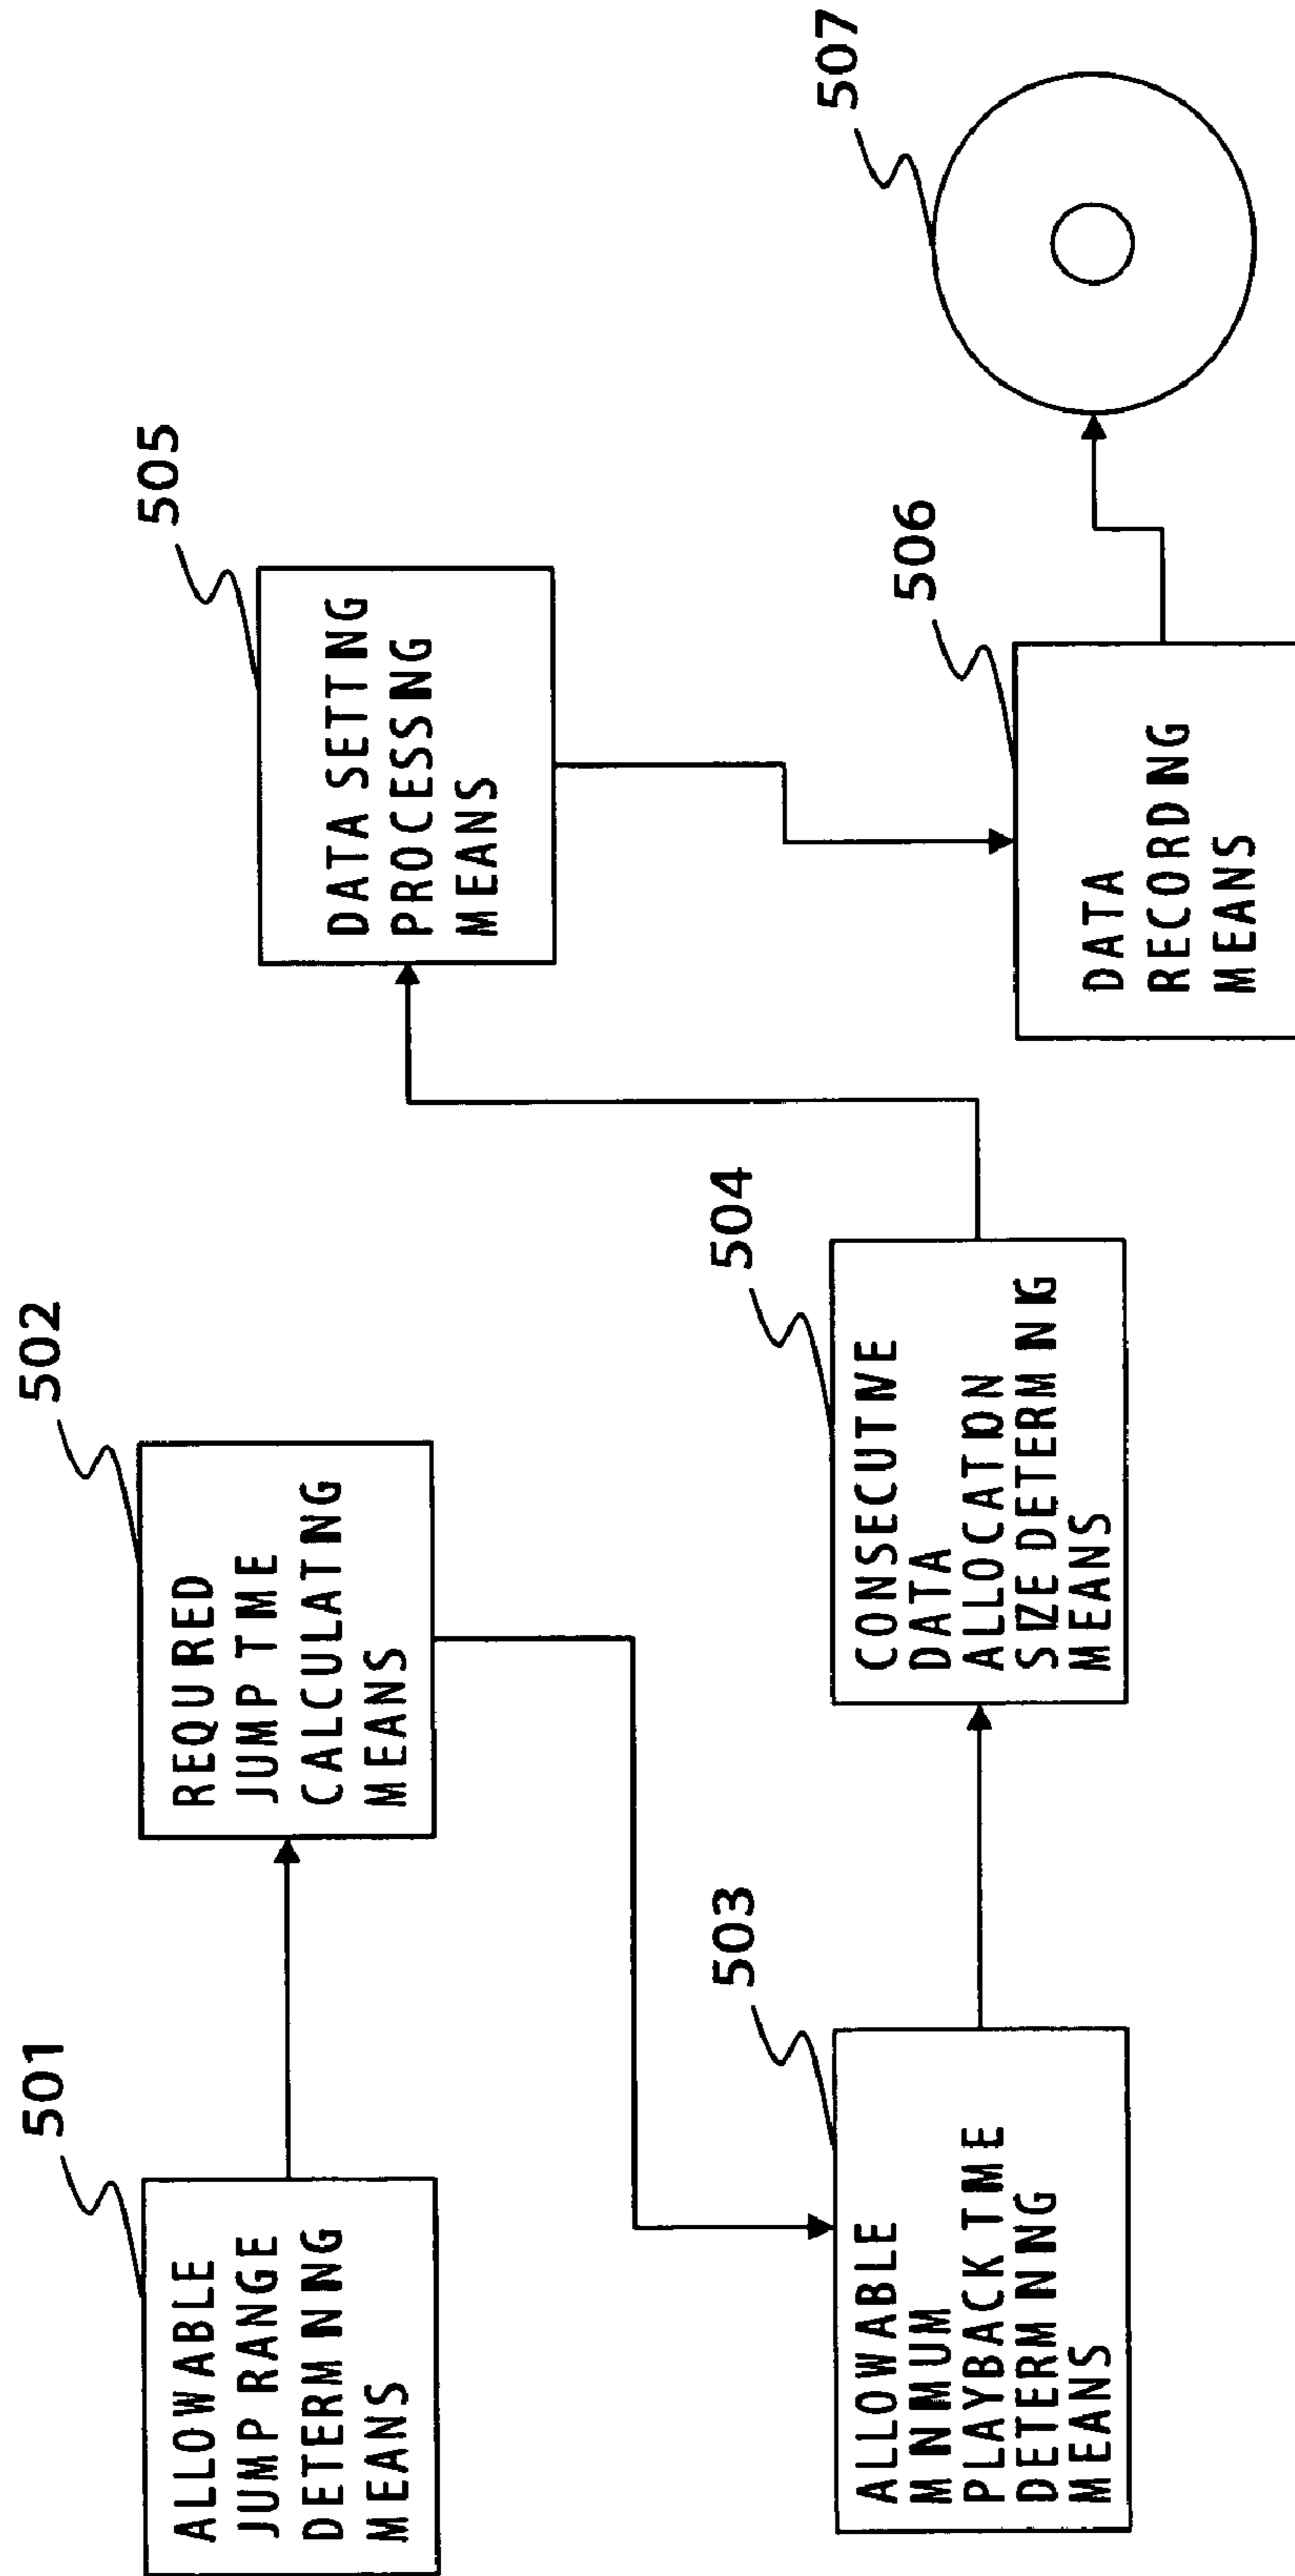 501
ALLOWABLE
JUMP RANGE
DETERMINING
MEANS
502
REQUIRED
JUMP TIME
CALCULATING
MEANS
503
ALLOWABLE
MINIMUM
PLAYBACK TIME
DETERMINING
MEANS
504
CONSECUTIVE
DATA
ALLOCATION
SIZE DETERMINING
MEANS
505
DATA SETTING
PROCESSING
MEANS
506
DATA
RECORDING
MEANS
507